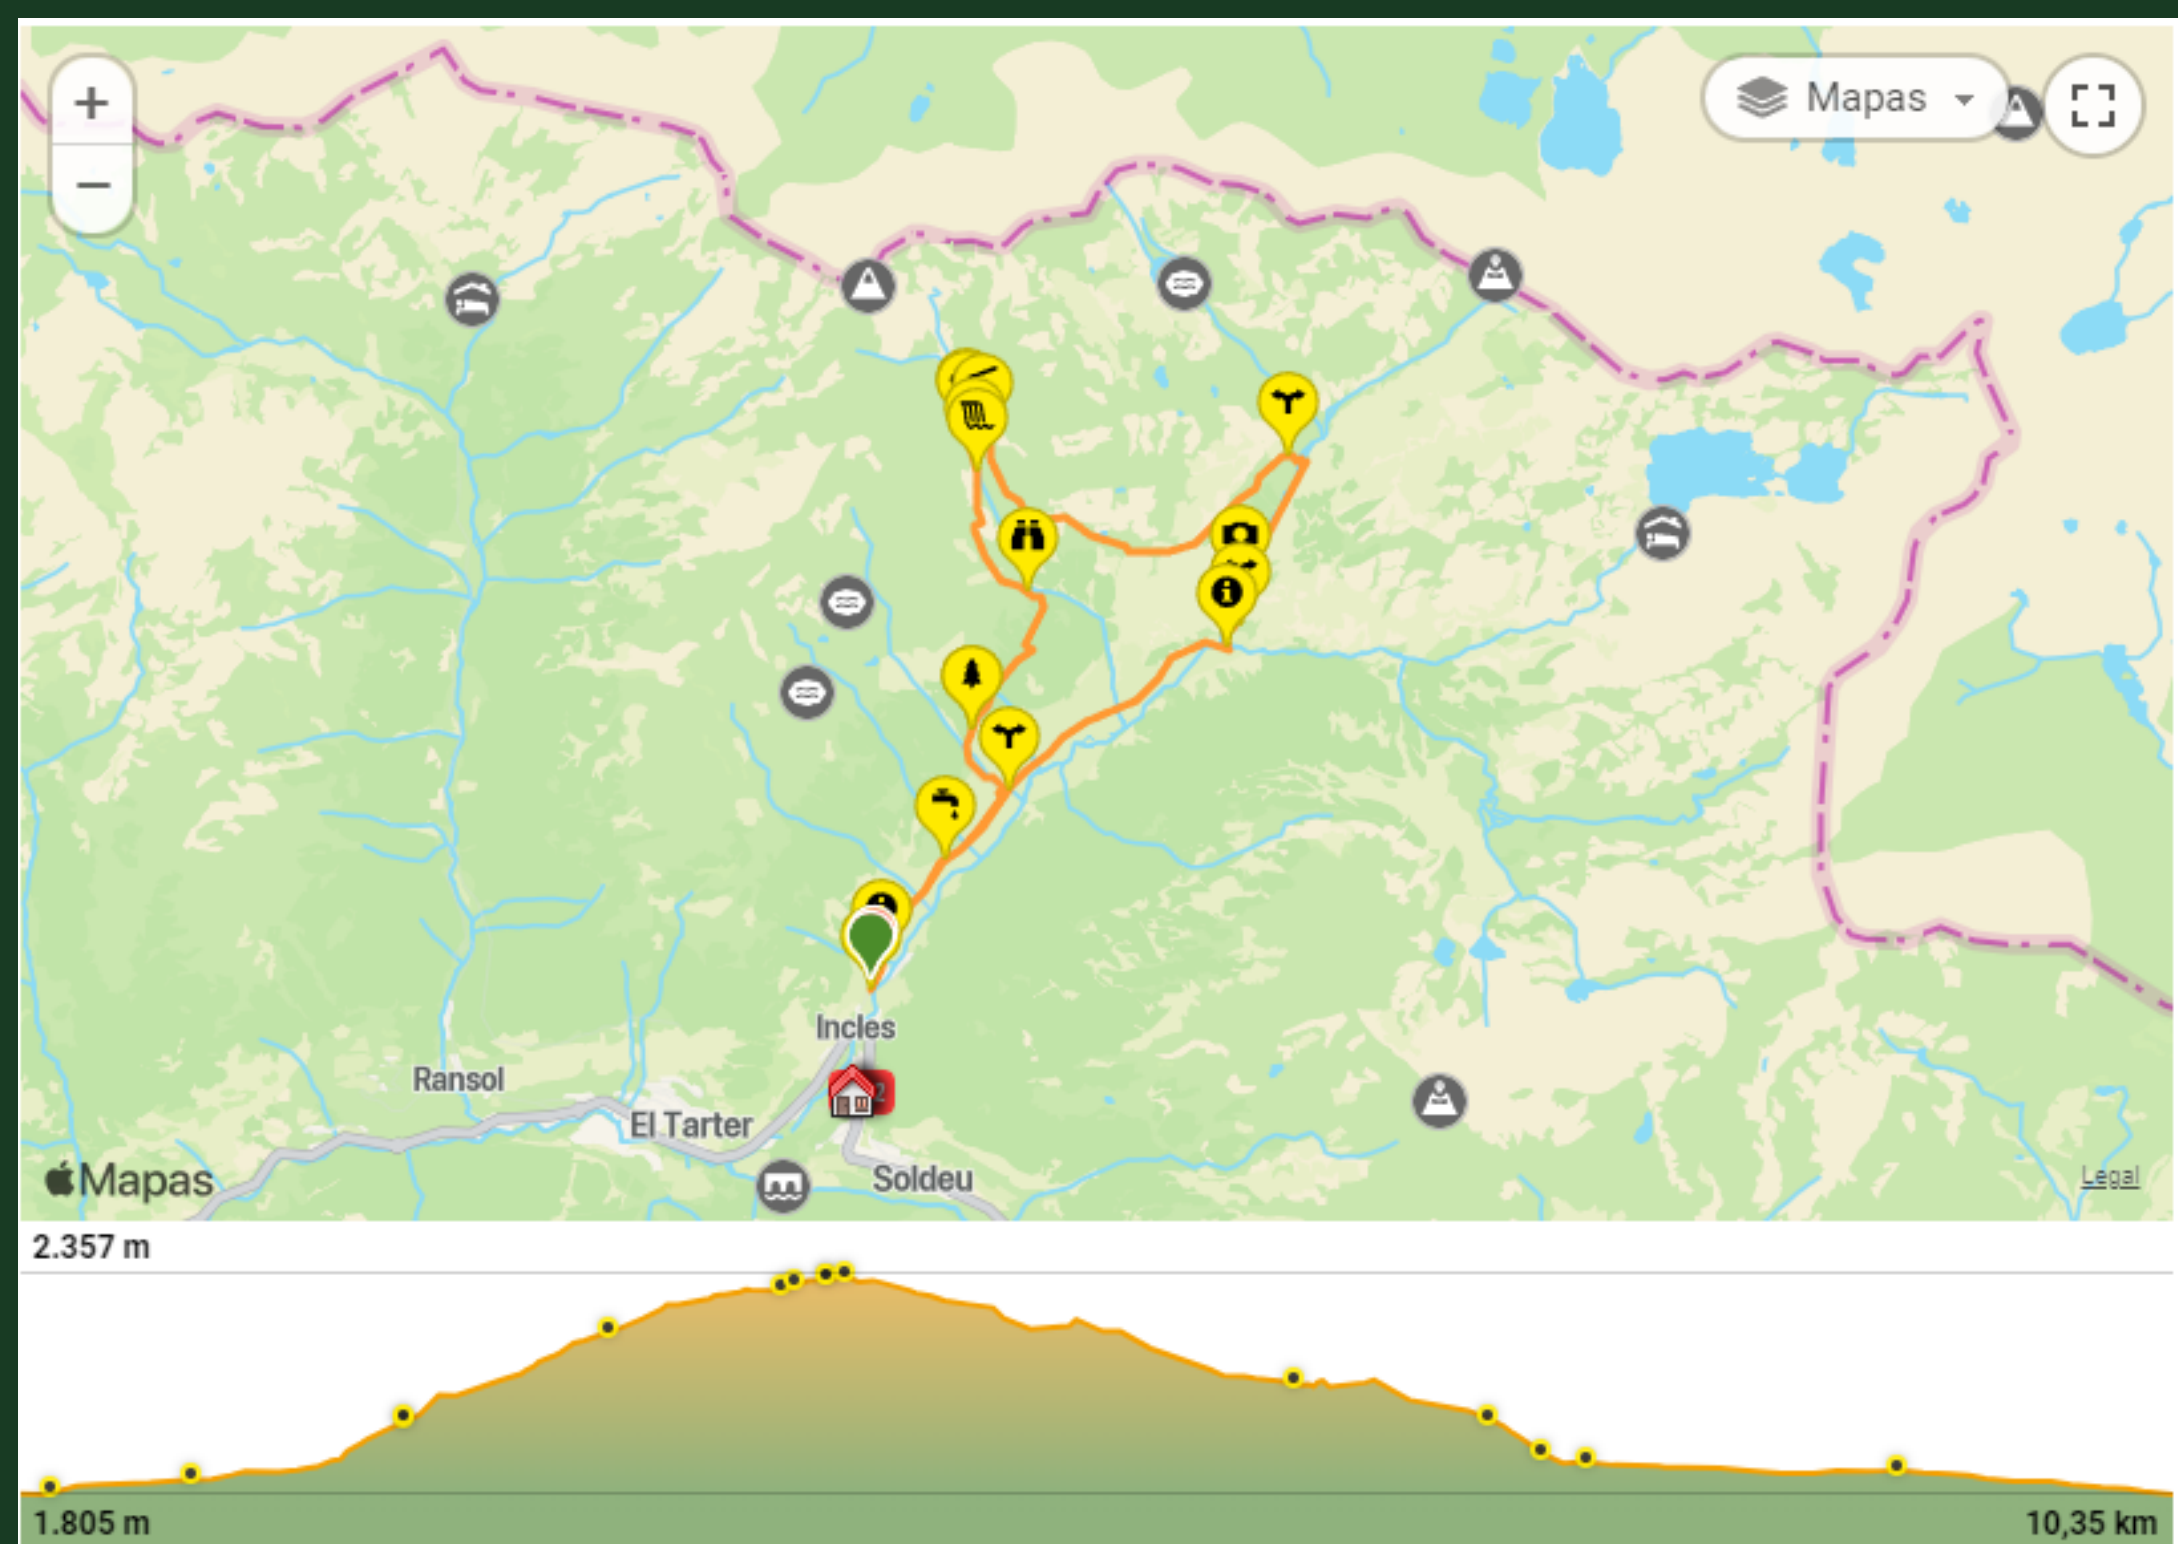 Mapas
Incles
Ransol
El Tarter
Soldeu
Mapas
Legal
2.357 m
1.805 m
10,35 km